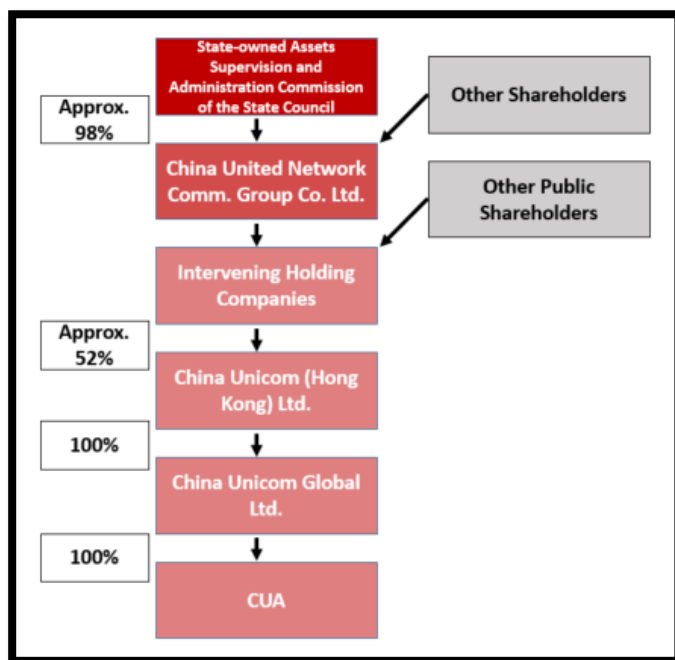 State-owned Assets
Supervision and
Administration Commission
of the State Council
Other Shareholders
Approx.
98%
China United Network
Comm. Group Co. Ltd.
Other Public
Shareholders
Intervening Holding
Companies
Approx.
52%
China Unicom (Hong
Kong) Ltd.
100%
China Unicom Global
Ltd.
100%
CUA